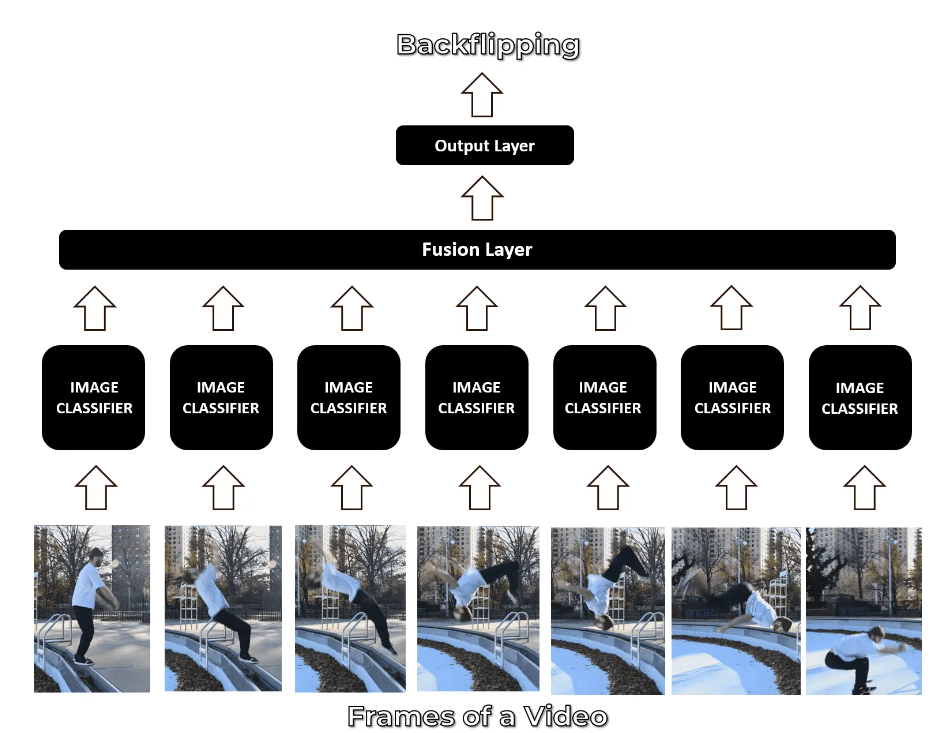 Backflipping
Output Layer
Fusion Layer
IMAGE CLASSIFIER
IMAGE CLASSIFIER
IMAGE CLASSIFIER
IMAGE CLASSIFIER
IMAGE CLASSIFIER
IMAGE CLASSIFIER
IMAGE CLASSIFIER
Frames of a Video